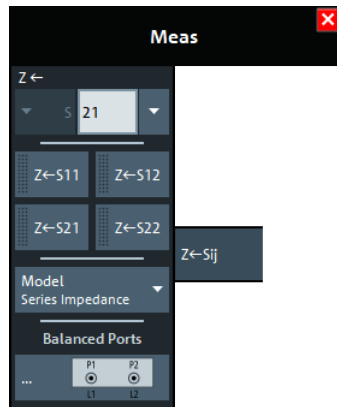 Meas
Z←
S 21
Z←S11 Z←S12
Z←S21 Z←S22
Z←Sij
Model
Series Impedance
Balanced Ports
... P1 P2
L1 L2